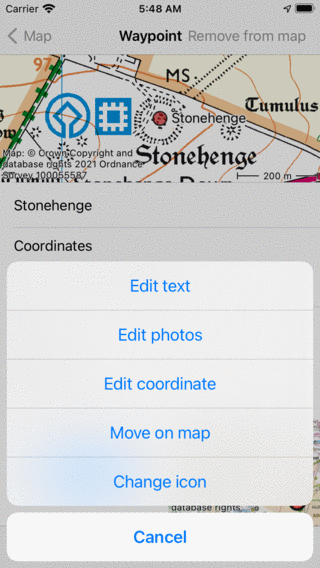 Carrier 5:48 AM
Map Waypoint Remove from map
97
MS.
Tumulus
Stonehenge
Stonehenge
Map: © Crown Copyright and
database rights 2021 Ordnance
Survey 100055587
200 m
Stonehenge
Coordinates
Edit text
Edit photos
Edit coordinate
Move on map
Change icon
database rights
Cancel